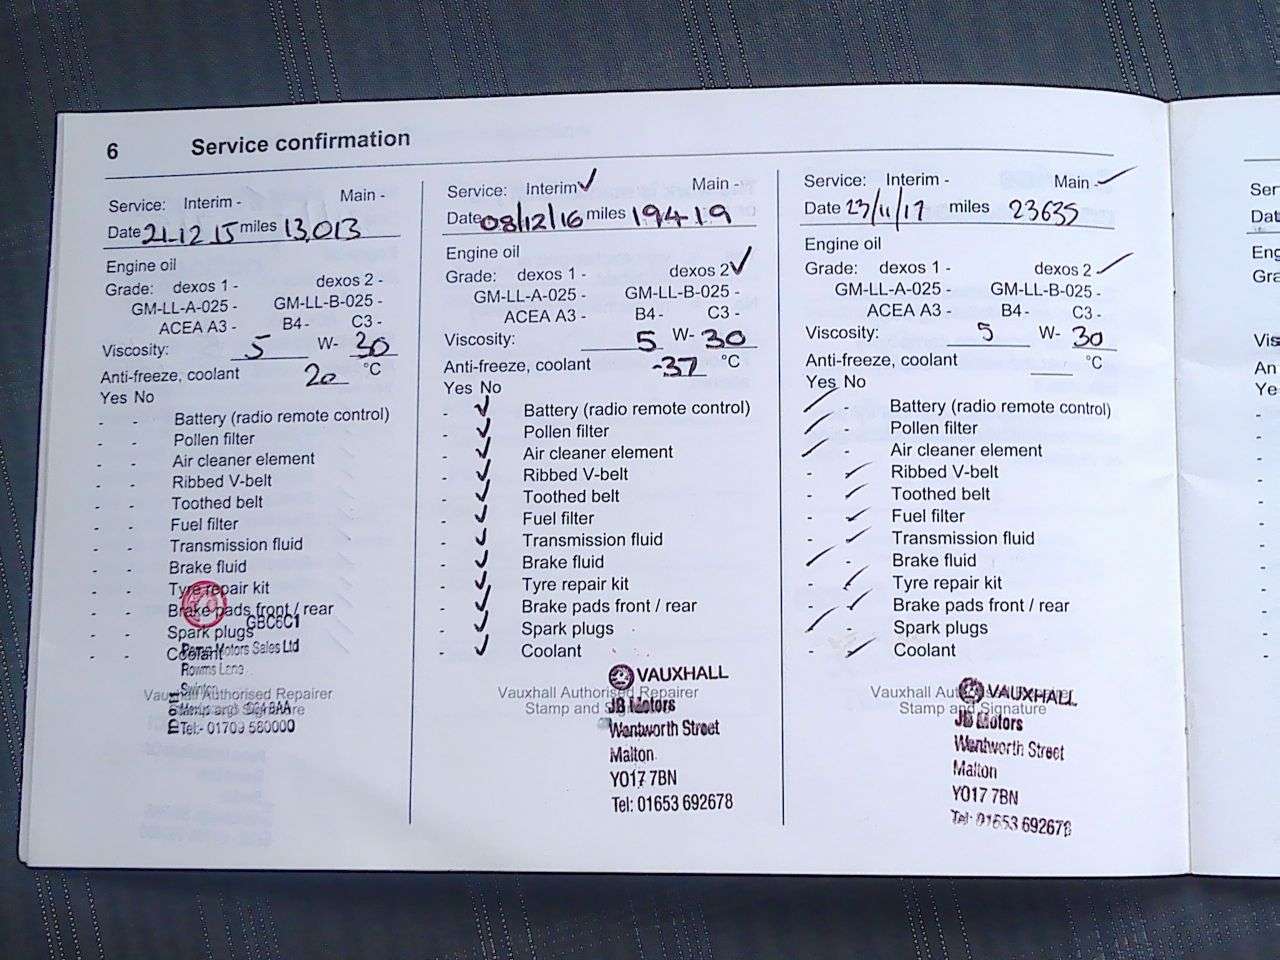 6 Service confirmation
Service: Interim - Main -
Date 21-12 15 miles 13,013
Engine oil
Grade: dexos 1 - dexos 2 -
GM-LL-A-025 - GM-LL-B-025 -
ACEA A3 - B4 - C3 -
Viscosity: 5 W- 30
Anti-freeze, coolant 20 °C
Yes No
- - Battery (radio remote control)
- - Pollen filter
- - Air cleaner element
- - Ribbed V-belt
- - Toothed belt
- - Fuel filter
- - Transmission fluid
- - Brake fluid
- - Tyre repair kit
- - Brake pads front / rear
GBC6C1
- - Spark plugs
- - Coolant
Motors Sales Ltd
Rowms Lane
Swinton
Vauxhall Authorised Repairer
Stamp and Signature
Tel:- 01709 580000
Service: Interim ✓ Main -
Date 08/12/16 miles 19419
Engine oil
Grade: dexos 1 - dexos 2 ✓
GM-LL-A-025 - GM-LL-B-025 -
ACEA A3 - B4 - C3 -
Viscosity: 5 W- 30
Anti-freeze, coolant -37 °C
Yes No
- ✓ Battery (radio remote control)
- ✓ Pollen filter
- ✓ Air cleaner element
- ✓ Ribbed V-belt
- ✓ Toothed belt
- ✓ Fuel filter
- ✓ Transmission fluid
- ✓ Brake fluid
- ✓ Tyre repair kit
- ✓ Brake pads front / rear
- ✓ Spark plugs
- ✓ Coolant
VAUXHALL
Vauxhall Authorised Repairer
Stamp and
JB Motors
Wentworth Street
Malton
YO17 7BN
Tel: 01653 692678
Service: Interim - Main - ✓
Date 23/11/17 miles 23635
Engine oil
Grade: dexos 1 - dexos 2 ✓
GM-LL-A-025 - GM-LL-B-025 -
ACEA A3 - B4 - C3 -
Viscosity: 5 W- 30
Anti-freeze, coolant °C
Yes No
✓ - Battery (radio remote control)
✓ - Pollen filter
✓ - Air cleaner element
- ✓ Ribbed V-belt
- ✓ Toothed belt
- ✓ Fuel filter
- ✓ Transmission fluid
✓ - Brake fluid
- ✓ Tyre repair kit
- ✓ Brake pads front / rear
✓ - Spark plugs
- ✓ Coolant
VAUXHALL
Vauxhall
Stamp and Signature
JB Motors
Wentworth Street
Malton
YO17 7BN
Tel: 01653 692678